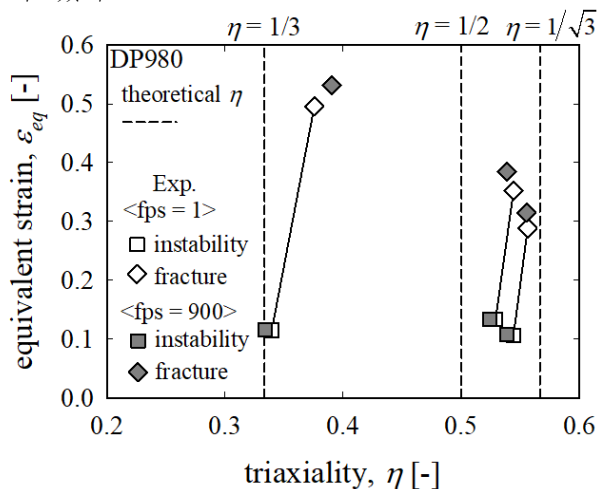 η = 1/3
η = 1/2
η = 1/√3
DP980
theoretical η
Exp.
<fps = 1>
instability
fracture
<fps = 900>
instability
fracture
equivalent strain, ε_eq [-]
0.6
0.5
0.4
0.3
0.2
0.1
0.0
0.2
0.3
0.4
0.5
0.6
triaxiality, η [-]